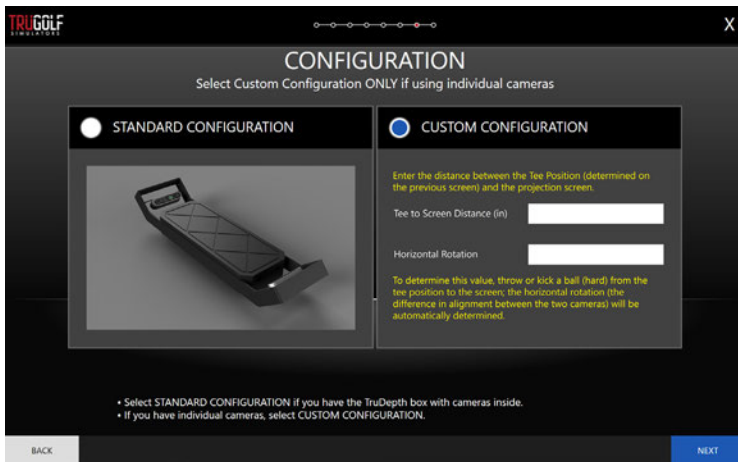 TRUGOLF
SIMULATORS
X
CONFIGURATION
Select Custom Configuration ONLY if using individual cameras
STANDARD CONFIGURATION
CUSTOM CONFIGURATION
Enter the distance between the Tee Position (determined on
the previous screen) and the projection screen.
Tee to Screen Distance (in)
Horizontal Rotation
To determine this value, throw or kick a ball (hard) from the
tee position to the screen; the horizontal rotation (the
difference in alignment between the two cameras) will be
automatically determined.
• Select STANDARD CONFIGURATION if you have the TruDepth box with cameras inside.
• If you have individual cameras, select CUSTOM CONFIGURATION.
BACK
NEXT